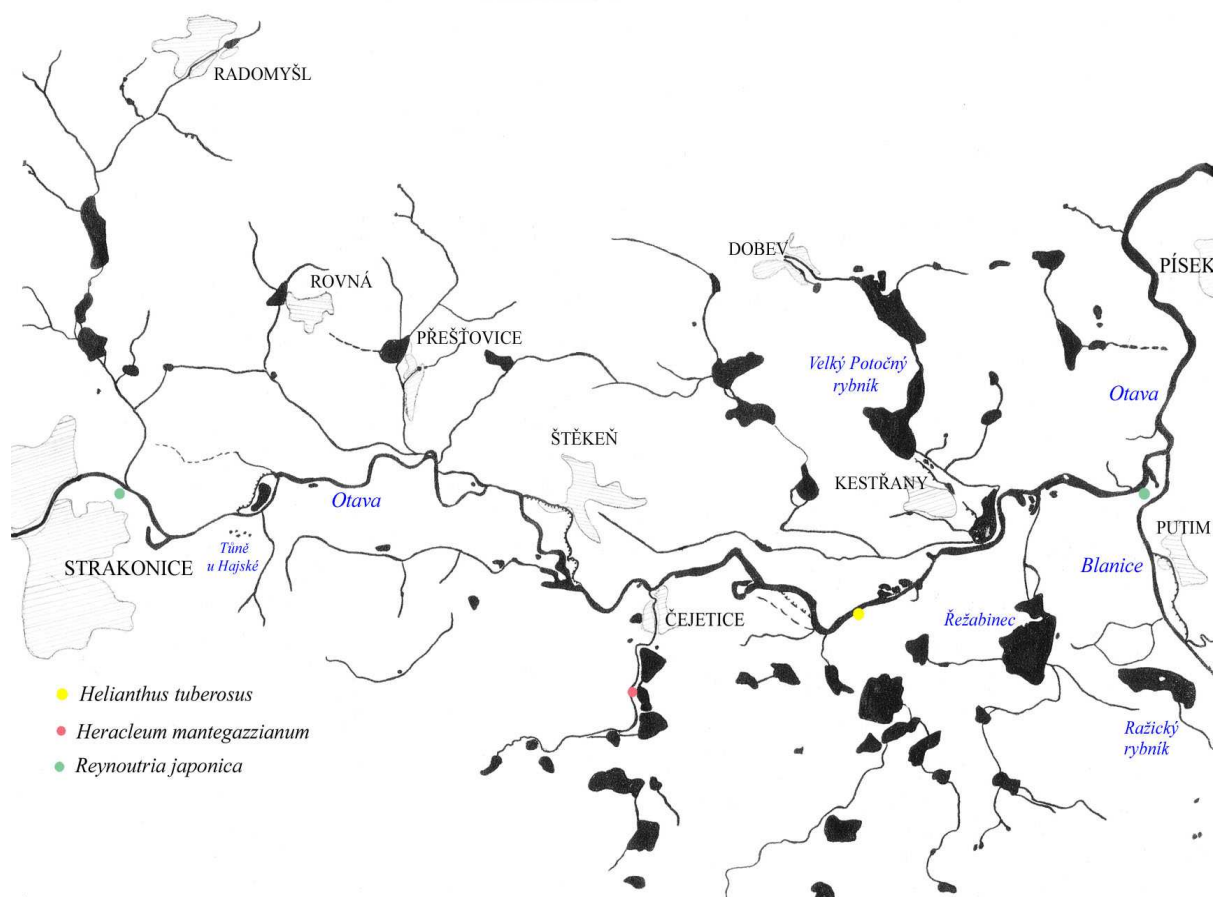 RADOMYŠL
DOBEV
PÍSEK
ROVNÁ
PŘEŠŤOVICE
Velký Potočný
rybník
Otava
ŠTĚKEŇ
KESTŘANY
Otava
PUTIM
STRAKONICE
Tůně
u Hajské
Blanice
ČEJETICE
Řežabinec
Helianthus tuberosus
Heracleum mantegazzianum
Reynoutria japonica
Ražický
rybník